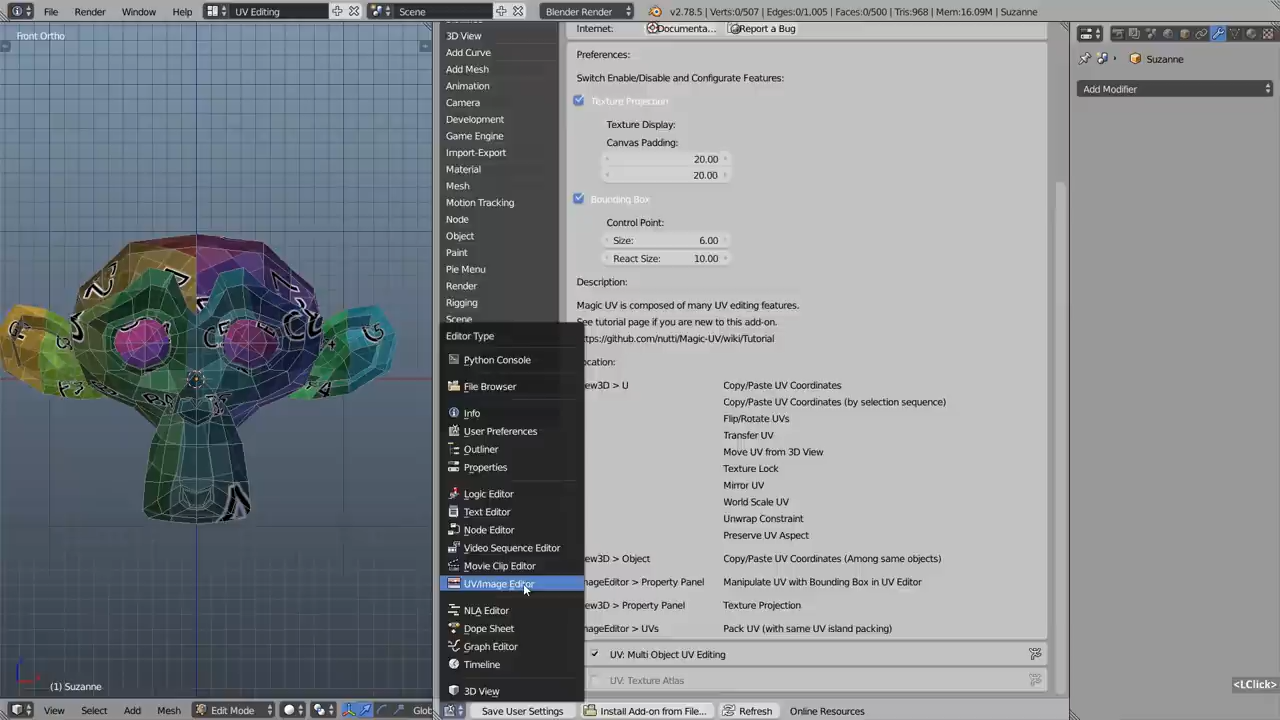 File Render Window Help UV Editing Scene Blender Render v2.78.5 | Verts:0/507 | Edges:0/1,005 | Faces:0/500 | Tris:968 | Mem:16.09M | Suzanne
Front Ortho
3D View
Add Curve
Add Mesh
Animation
Camera
Development
Game Engine
Import-Export
Material
Mesh
Motion Tracking
Node
Object
Paint
Pie Menu
Render
Rigging
Scene
Editor Type
Python Console
File Browser
Info
User Preferences
Outliner
Properties
Logic Editor
Text Editor
Node Editor
Video Sequence Editor
Movie Clip Editor
UV/Image Editor
NLA Editor
Dope Sheet
Graph Editor
Timeline
3D View
Internet: Documenta... Report a Bug
Preferences:
Switch Enable/Disable and Configurate Features:
Texture Projection
Texture Display:
Canvas Padding:
20.00
20.00
Bounding Box
Control Point:
Size: 6.00
React Size: 10.00
Description:
Magic UV is composed of many UV editing features.
See tutorial page if you are new to this add-on.
ttps://github.com/nutti/Magic-UV/wiki/Tutorial
ocation:
ew3D > U Copy/Paste UV Coordinates
Copy/Paste UV Coordinates (by selection sequence)
Flip/Rotate UVs
Transfer UV
Move UV from 3D View
Texture Lock
Mirror UV
World Scale UV
Unwrap Constraint
Preserve UV Aspect
ew3D > Object Copy/Paste UV Coordinates (Among same objects)
ageEditor > Property Panel Manipulate UV with Bounding Box in UV Editor
ew3D > Property Panel Texture Projection
ageEditor > UVs Pack UV (with same UV island packing)
UV: Multi Object UV Editing
UV: Texture Atlas
Suzanne
Add Modifier
<LClick>
(1) Suzanne
View Select Add Mesh Edit Mode Glob
Save User Settings Install Add-on from File... Refresh Online Resources